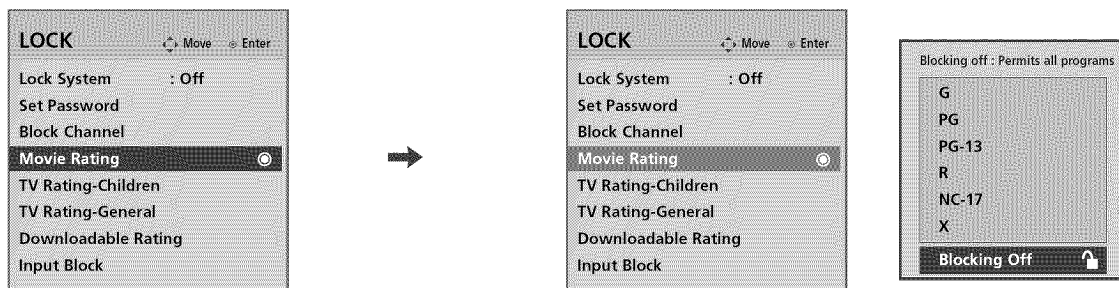 LOCK Move Enter
Lock System : Off
Set Password
Block Channel
Movie Rating
TV Rating-Children
TV Rating-General
Downloadable Rating
Input Block
LOCK Move Enter
Lock System : Off
Set Password
Block Channel
Movie Rating
TV Rating-Children
TV Rating-General
Downloadable Rating
Input Block
Blocking off : Permits all programs
G
PG
PG-13
R
NC-17
X
Blocking Off